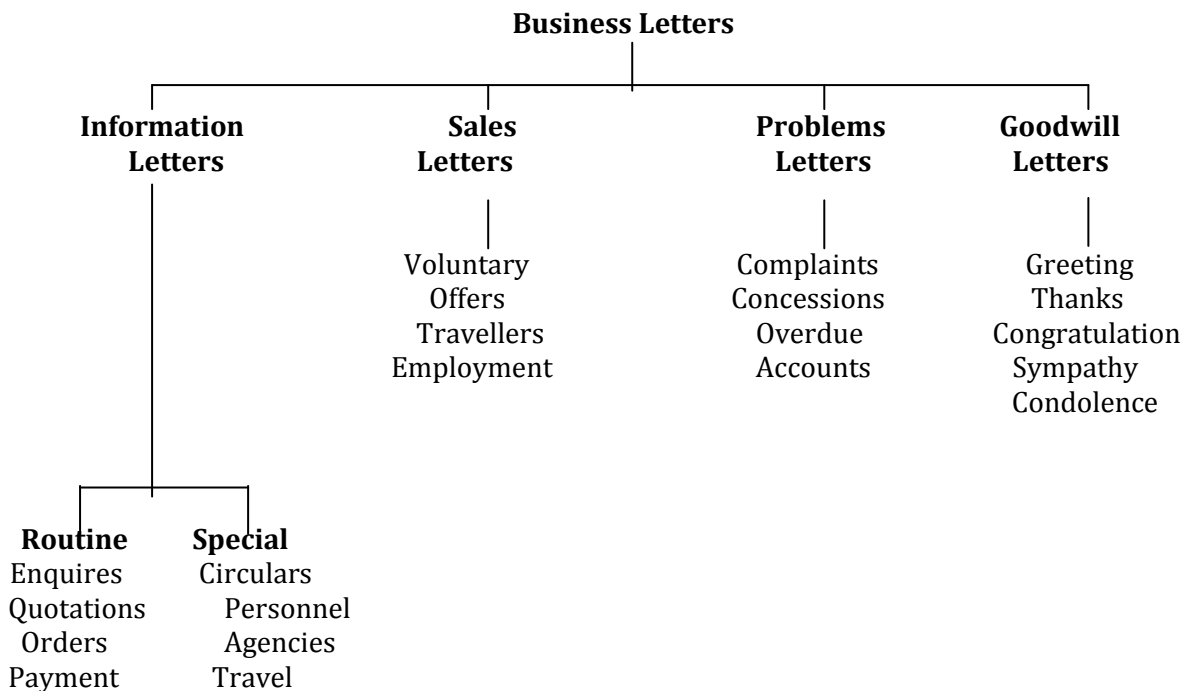 Business Letters
Information Sales Problems Goodwill
Letters Letters Letters Letters
Voluntary Complaints Greeting
Offers Concessions Thanks
Travellers Overdue Congratulation
Employment Accounts Sympathy
Condolence
Routine Special
Enquires Circulars
Quotations Personnel
Orders Agencies
Payment Travel